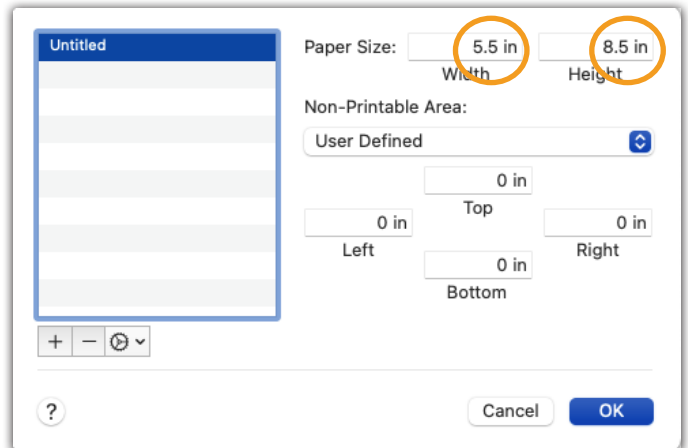 Untitled
Paper Size: 5.5 in 8.5 in
Width Height
Non-Printable Area:
User Defined
0 in
Top
0 in 0 in
Left Right
0 in
Bottom
+ −
?
Cancel OK